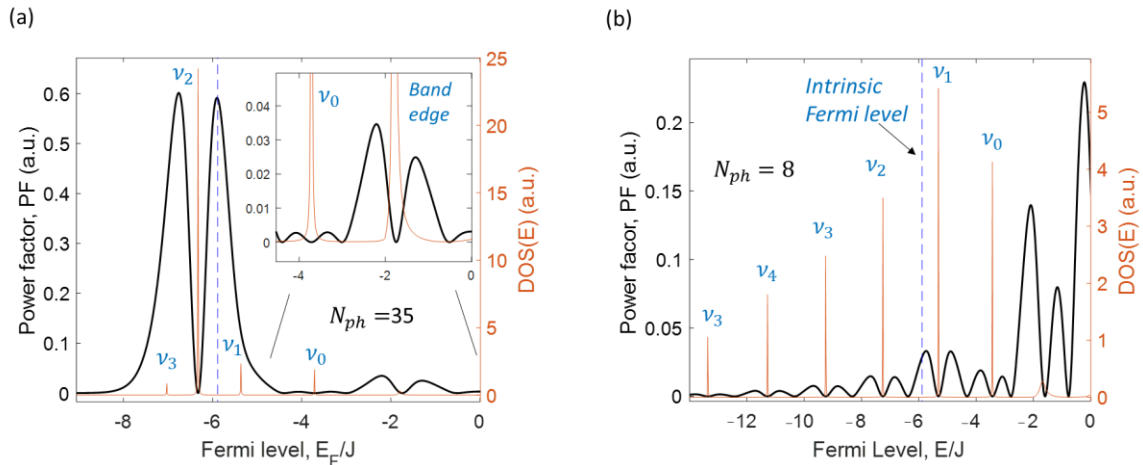 (a)
Power factor, PF (a.u.)
0.6
0.5
0.4
0.3
0.2
0.1
0
ν₂
ν₃
ν₁
ν₀
0.04
0.03
0.02
0.01
0
ν₀
Band
edge
-4
-2
0
N_ph =35
25
20
15
10
5
0
DOS(E) (a.u.)
-8
-6
-4
-2
0
Fermi level, E_F/J
(b)
Power facor, PF (a.u.)
0.2
0.15
0.1
0.05
0
Intrinsic
Fermi level
N_ph = 8
ν₁
ν₀
ν₂
ν₃
ν₄
ν₃
5
4
3
2
1
0
DOS(E) (a.u.)
−12
−10
−8
−6
−4
−2
0
Fermi Level, E/J